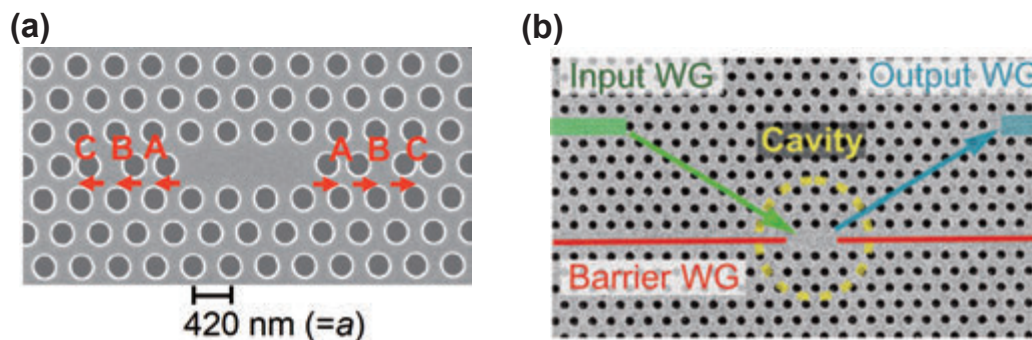 (a)
C B A A B C
420 nm (=a)
(b)
Input WG Output WG
Cavity
Barrier WG